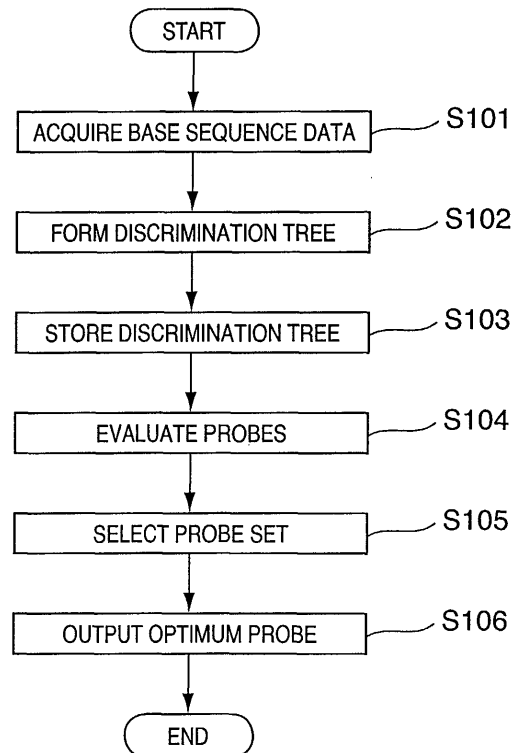 START
ACQUIRE BASE SEQUENCE DATA
S101
FORM DISCRIMINATION TREE
S102
STORE DISCRIMINATION TREE
S103
EVALUATE PROBES
S104
SELECT PROBE SET
S105
OUTPUT OPTIMUM PROBE
S106
END